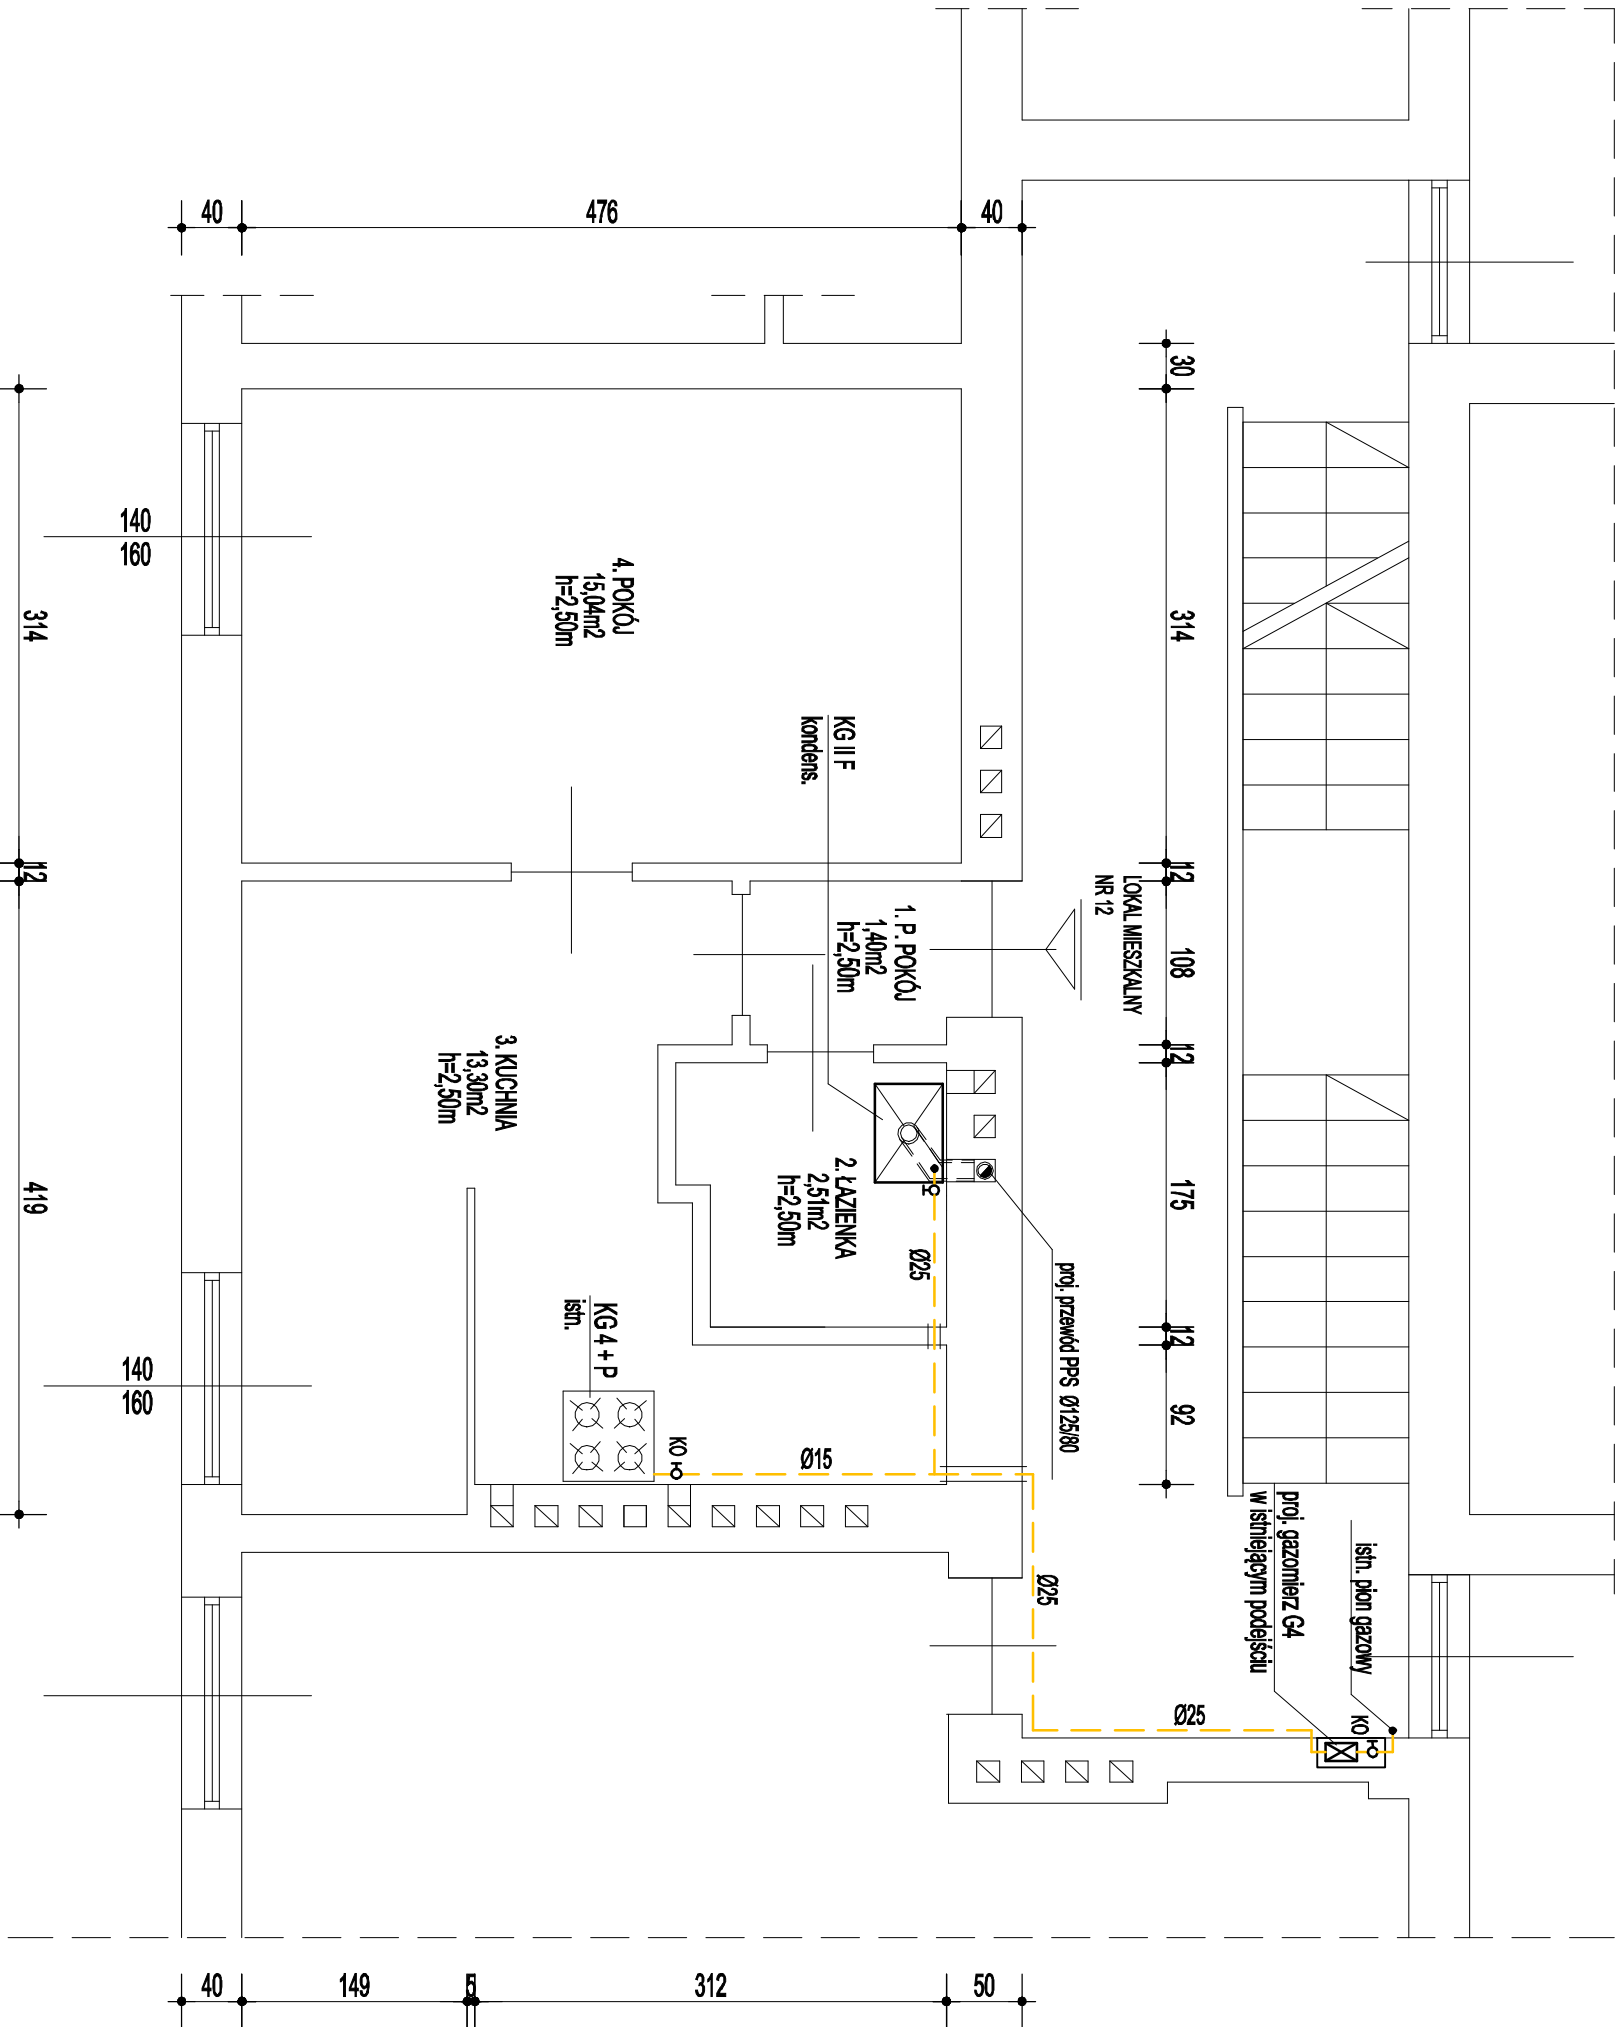 40
476
40
30
314
12
108
12
175
12
92
140
160
140
160
314
12
419
4. POKÓJ
15,04m2
h=2,50m
KG II F
kondens.
LOKAL MIESZKALNY
NR 12
1. P. POKÓJ
1,40m2
h=2,50m
3. KUCHNIA
13,30m2
h=2,50m
2. ŁAZIENKA
2,51m2
h=2,50m
Ø25
proj. przewód PPS Ø125/80
KG 4 + P
istn.
KO
Ø15
Ø25
proj. gazomierz G4
w istniejącym podejściu
istn. pion gazowy
Ø25
KO
40
149
5
312
50